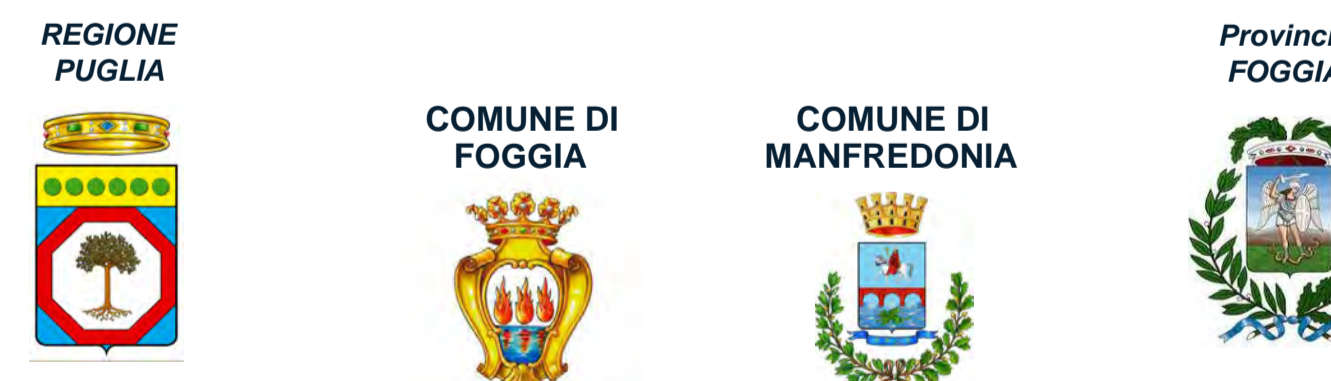 REGIONE
PUGLIA
COMUNE DI
FOGGIA
COMUNE DI
MANFREDONIA